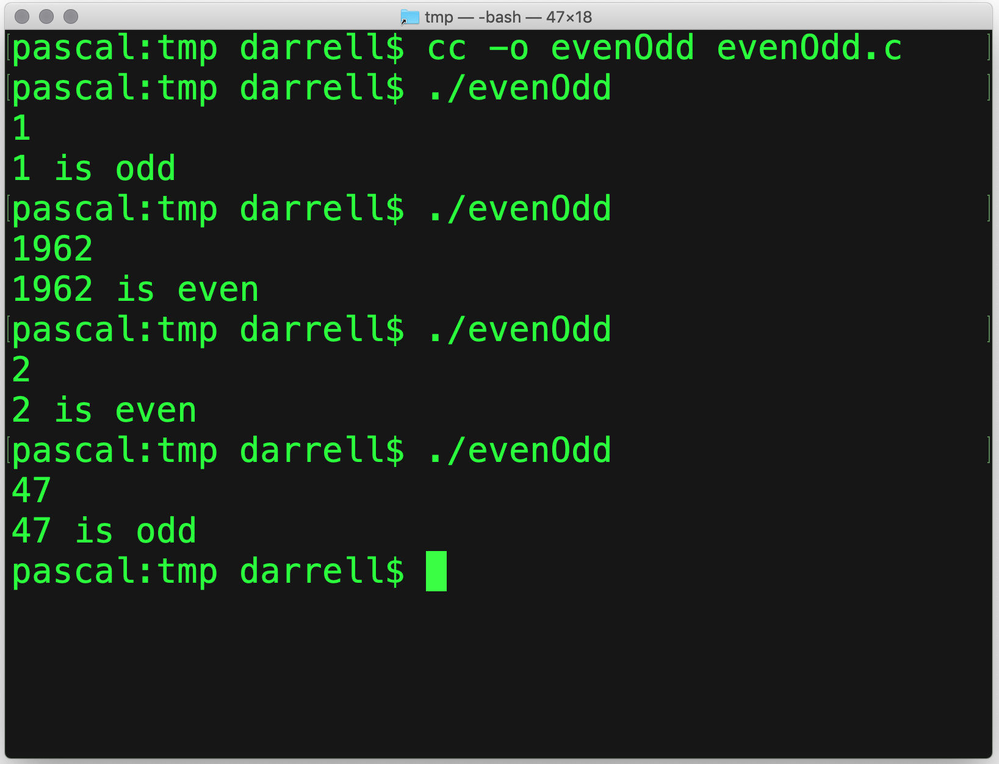 tmp — -bash — 47×18
pascal:tmp darrell$ cc -o evenOdd evenOdd.c
pascal:tmp darrell$ ./evenOdd
1
1 is odd
pascal:tmp darrell$ ./evenOdd
1962
1962 is even
pascal:tmp darrell$ ./evenOdd
2
2 is even
pascal:tmp darrell$ ./evenOdd
47
47 is odd
pascal:tmp darrell$